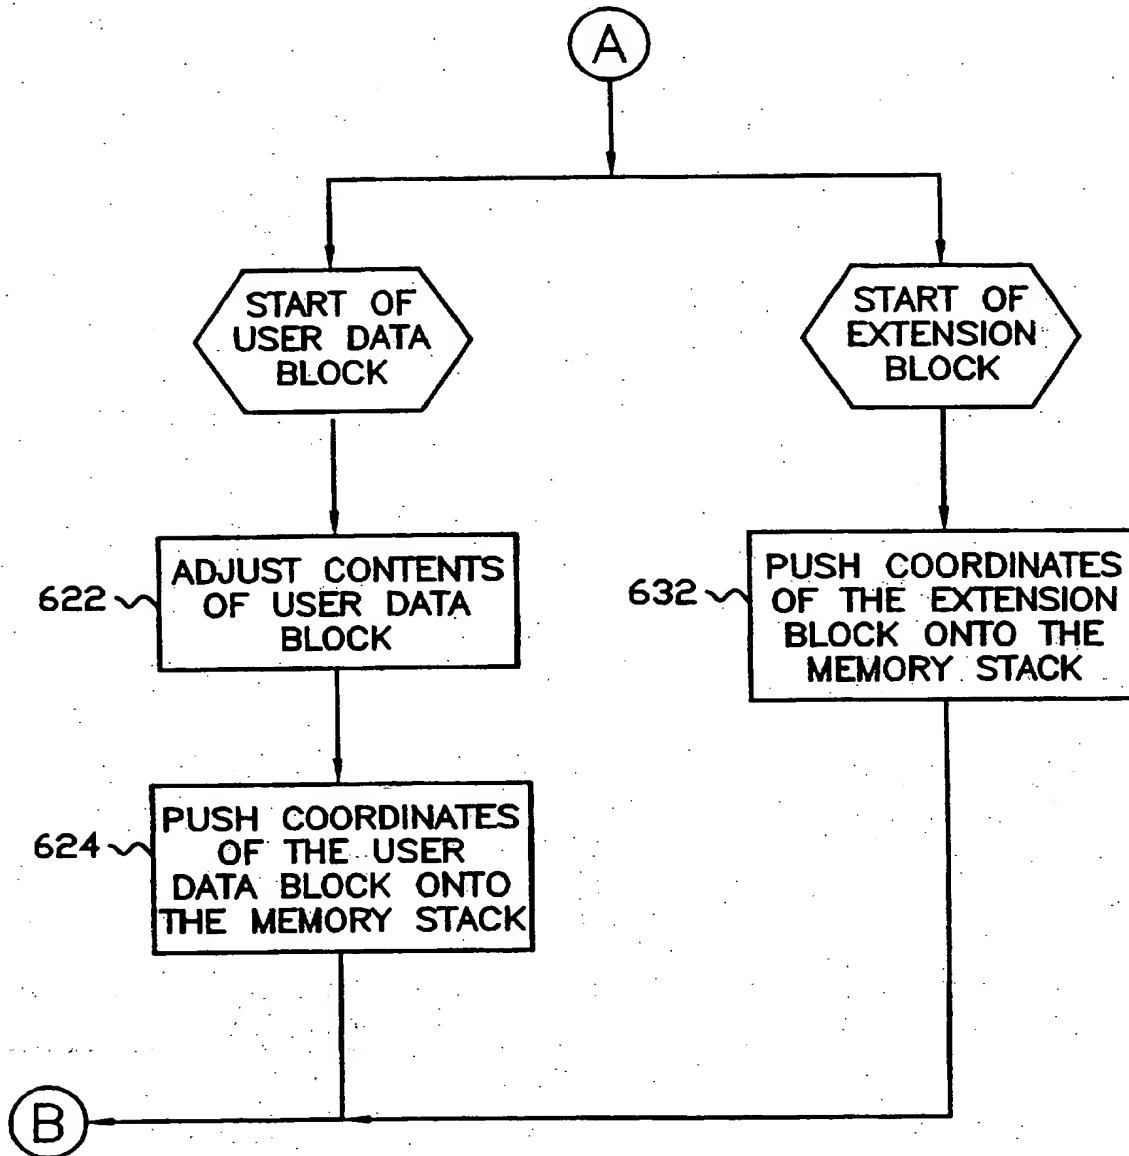 A
START OF
USER DATA
BLOCK
START OF
EXTENSION
BLOCK
622
ADJUST CONTENTS
OF USER DATA
BLOCK
632
PUSH COORDINATES
OF THE EXTENSION
BLOCK ONTO THE
MEMORY STACK
624
PUSH COORDINATES
OF THE USER
DATA BLOCK ONTO
THE MEMORY STACK
B